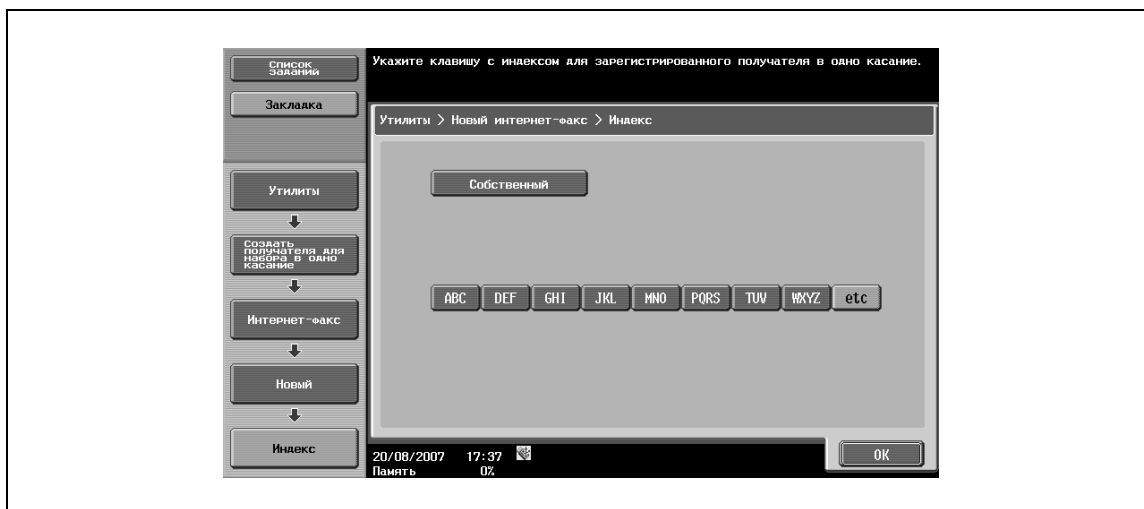 Список
заданий
Закладка
Утилиты
Создать
получателя для
набора в одно
касание
Интернет-факс
Новый
Индекс
Укажите клавишу с индексом для зарегистрированного получателя в одно касание.
Утилиты > Новый интернет-факс > Индекс
Собственный
ABC DEF GHI JKL MNO PQRS TUV WXYZ etc
20/08/2007 17:37
Память 0%
OK